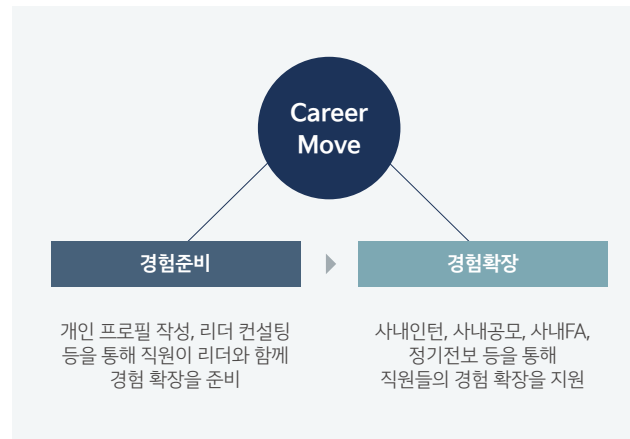 Career
Move
경험준비
경험확장
개인 프로필 작성, 리더 컨설팅
등을 통해 직원이 리더와 함께
경험 확장을 준비
사내인턴, 사내공모, 사내FA,
정기전보 등을 통해
직원들의 경험 확장을 지원